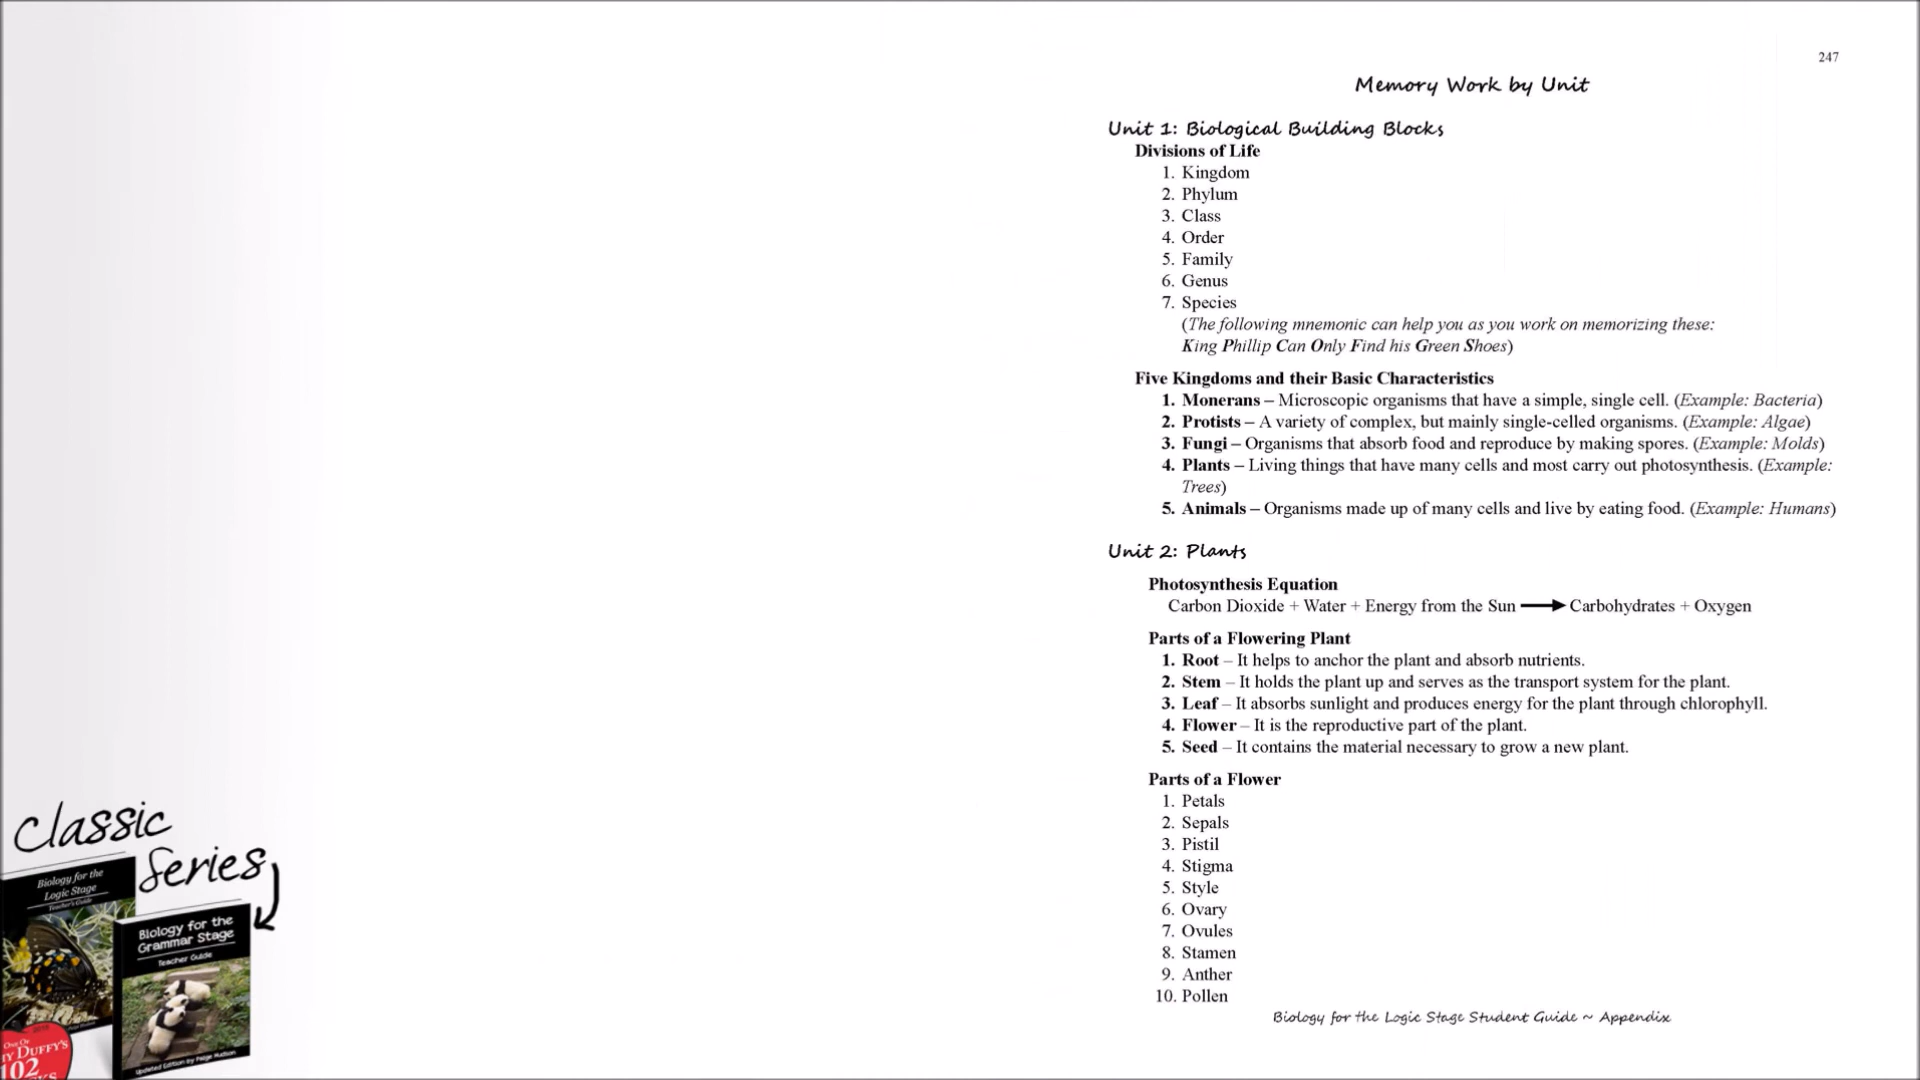 247
Memory Work by Unit
Unit 1: Biological Building Blocks
Divisions of Life
1. Kingdom
2. Phylum
3. Class
4. Order
5. Family
6. Genus
7. Species
(The following mnemonic can help you as you work on memorizing these:
King Phillip Can Only Find his Green Shoes)
Five Kingdoms and their Basic Characteristics
1. Monerans – Microscopic organisms that have a simple, single cell. (Example: Bacteria)
2. Protists – A variety of complex, but mainly single-celled organisms. (Example: Algae)
3. Fungi – Organisms that absorb food and reproduce by making spores. (Example: Molds)
4. Plants – Living things that have many cells and most carry out photosynthesis. (Example:
Trees)
5. Animals – Organisms made up of many cells and live by eating food. (Example: Humans)
Unit 2: Plants
Photosynthesis Equation
Carbon Dioxide + Water + Energy from the Sun → Carbohydrates + Oxygen
Parts of a Flowering Plant
1. Root – It helps to anchor the plant and absorb nutrients.
2. Stem – It holds the plant up and serves as the transport system for the plant.
3. Leaf – It absorbs sunlight and produces energy for the plant through chlorophyll.
4. Flower – It is the reproductive part of the plant.
5. Seed – It contains the material necessary to grow a new plant.
Parts of a Flower
1. Petals
2. Sepals
3. Pistil
4. Stigma
5. Style
6. Ovary
7. Ovules
8. Stamen
9. Anther
10. Pollen
Biology for the Logic Stage Student Guide ~ Appendix
Classic
Series
Biology for the
Logic Stage
Teacher's Guide
Biology for the
Grammar Stage
Teacher Guide
Updated Edition by Paige Hudson
One Of
Y DUFFY'S
102
KS